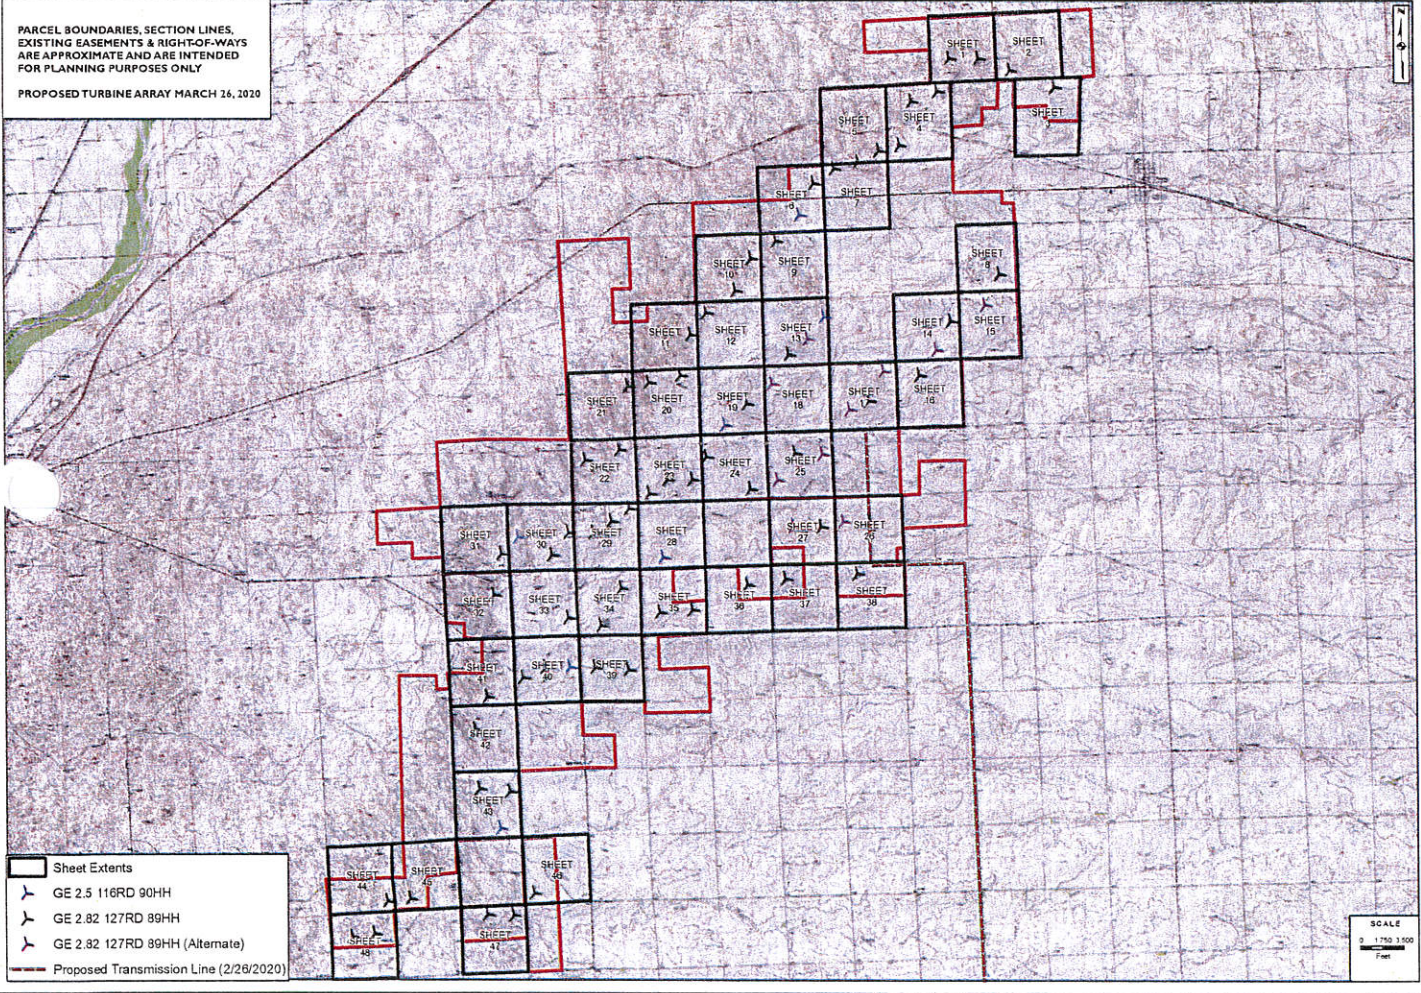 PARCEL BOUNDARIES, SECTION LINES,
EXISTING EASEMENTS & RIGHT-OF-WAYS
ARE APPROXIMATE AND ARE INTENDED
FOR PLANNING PURPOSES ONLY
PROPOSED TURBINE ARRAY MARCH 26, 2020
N
SHEET
1
SHEET
2
SHEET
3
SHEET
4
SHEET
5
SHEET
6
SHEET
7
SHEET
8
SHEET
9
SHEET
10
SHEET
11
SHEET
12
SHEET
13
SHEET
14
SHEET
15
SHEET
16
SHEET
17
SHEET
18
SHEET
19
SHEET
20
SHEET
21
SHEET
22
SHEET
23
SHEET
24
SHEET
25
SHEET
26
SHEET
27
SHEET
28
SHEET
29
SHEET
30
SHEET
31
SHEET
32
SHEET
33
SHEET
34
SHEET
35
SHEET
36
SHEET
37
SHEET
38
SHEET
39
SHEET
40
SHEET
41
SHEET
42
SHEET
43
SHEET
44
SHEET
45
SHEET
46
SHEET
47
SHEET
48
Sheet Extents
GE 2.5 116RD 90HH
GE 2.82 127RD 89HH
GE 2.82 127RD 89HH (Alternate)
Proposed Transmission Line (2/26/2020)
SCALE
0 1,750 3,500
Feet